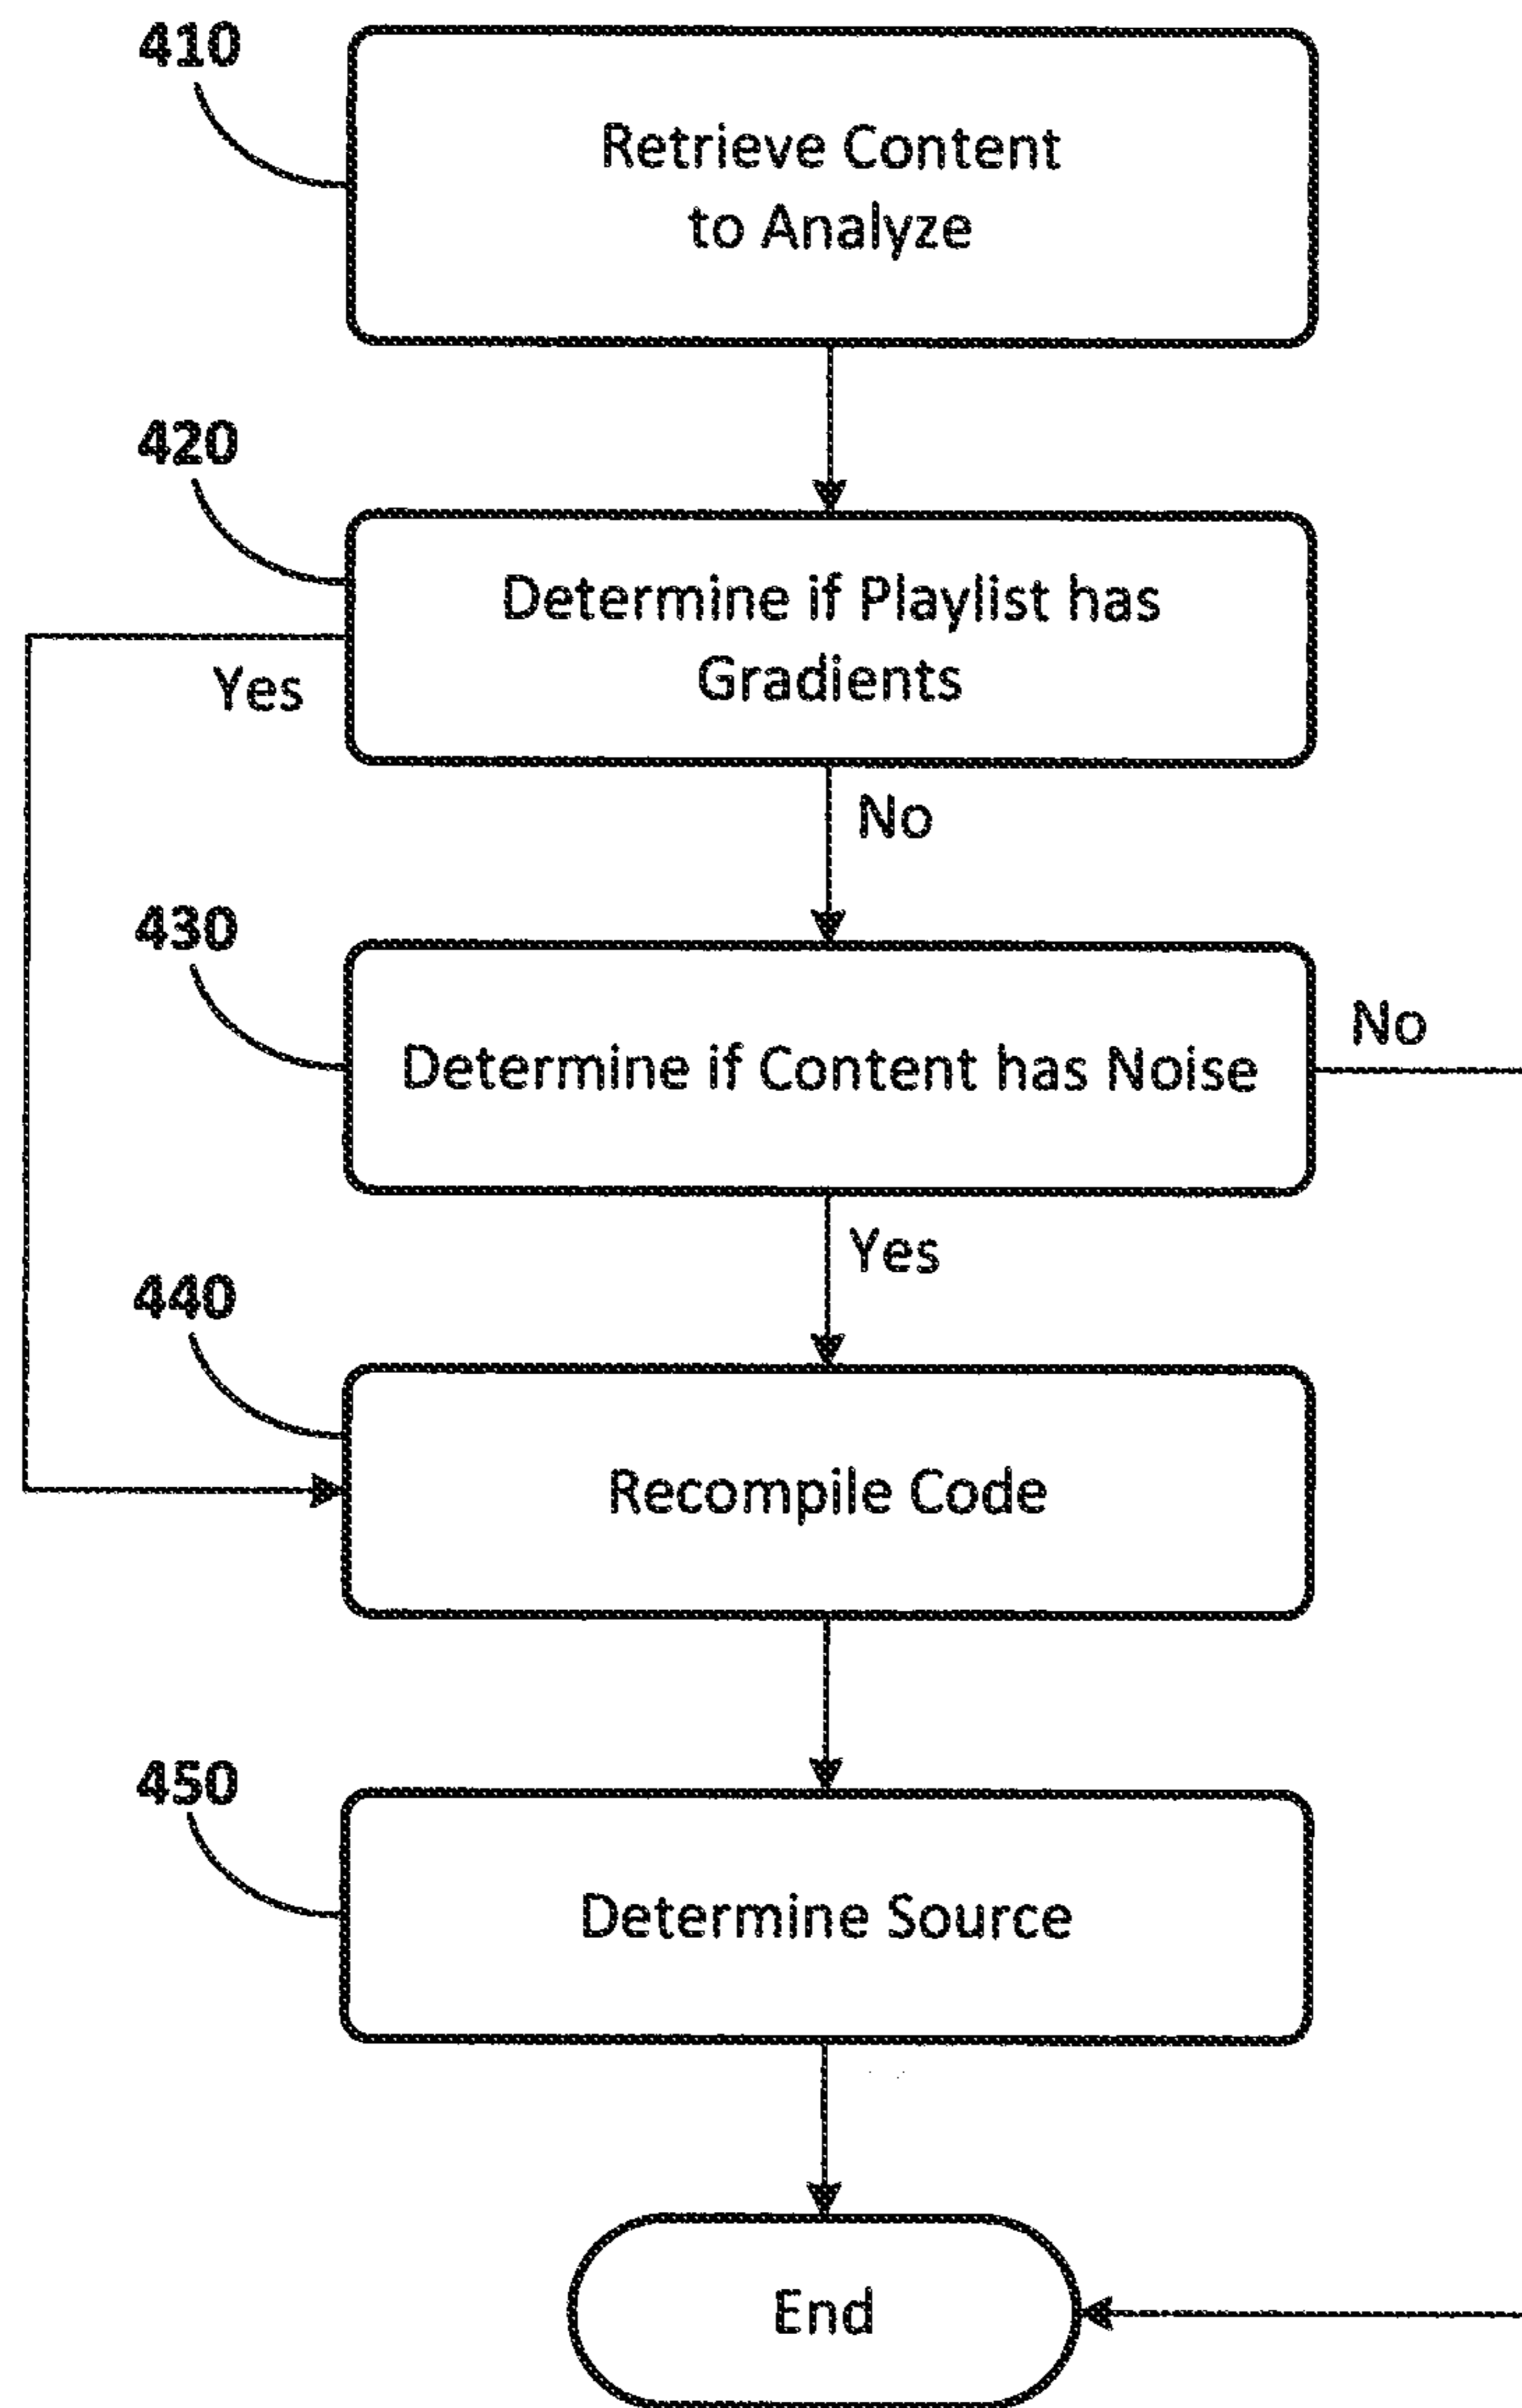 410
Retrieve Content
to Analyze
420
Determine if Playlist has
Gradients
Yes
No
430
Determine if Content has Noise
No
Yes
440
Recompile Code
450
Determine Source
End